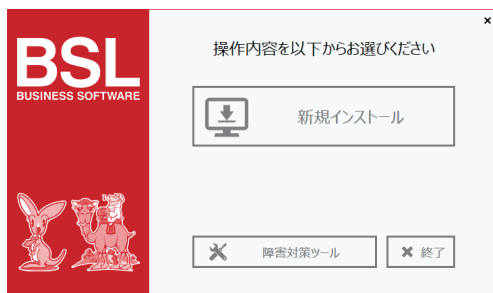 BSL
BUSINESS SOFTWARE
操作内容を以下からお選びください
新規インストール
障害対策ツール
終了